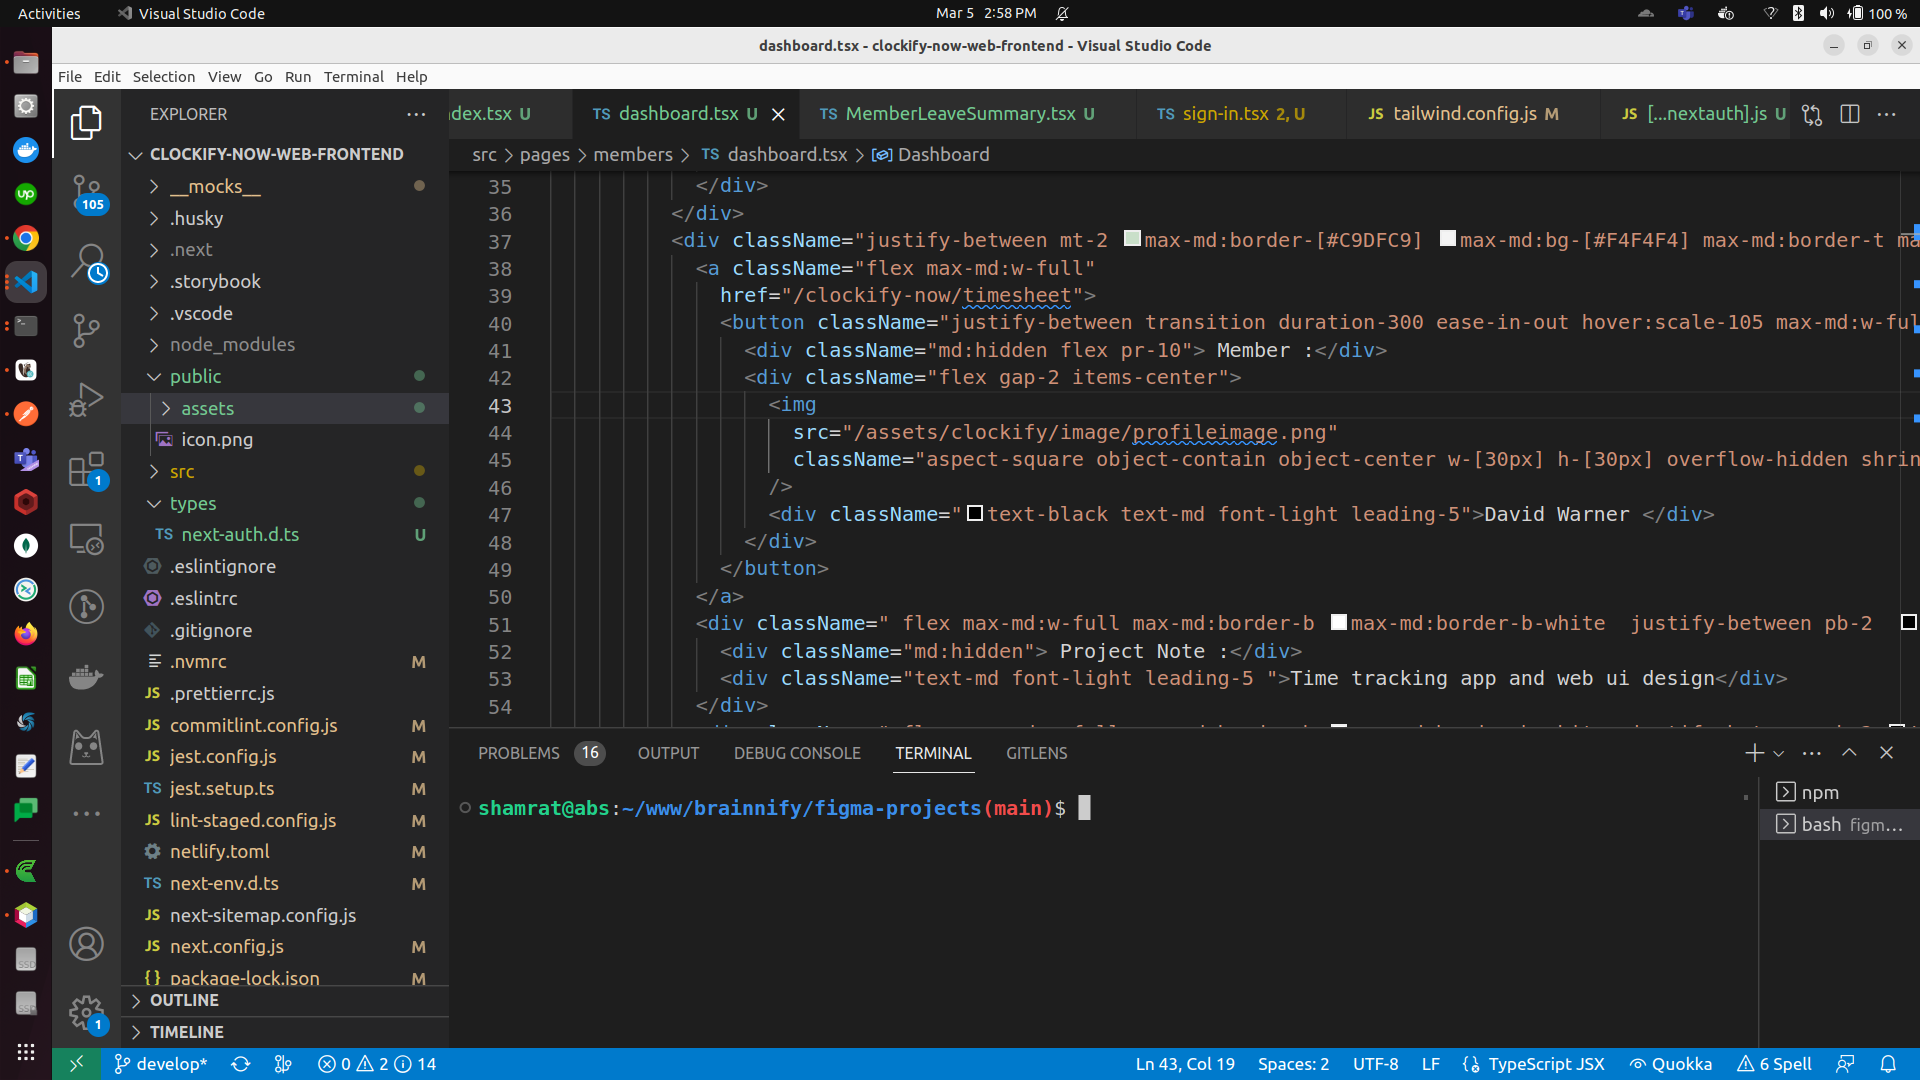 Activities Visual Studio Code Mar 5 2:58 PM 100 %
dashboard.tsx - clockify-now-web-frontend - Visual Studio Code
File Edit Selection View Go Run Terminal Help
EXPLORER
CLOCKIFY-NOW-WEB-FRONTEND
__mocks__
.husky
.next
.storybook
.vscode
node_modules
public
assets
icon.png
src
types
TS next-auth.d.ts U
.eslintignore
.eslintrc
.gitignore
.nvmrc M
JS .prettierrc.js
JS commitlint.config.js M
JS jest.config.js M
TS jest.setup.ts M
JS lint-staged.config.js M
netlify.toml M
TS next-env.d.ts M
JS next-sitemap.config.js
JS next.config.js M
{} package-lock.json M
OUTLINE
TIMELINE
105
1
1
up
SSD
SSD
dex.tsx U TS dashboard.tsx U TS MemberLeaveSummary.tsx U TS sign-in.tsx 2, U JS tailwind.config.js M JS [...nextauth].js U
src > pages > members > TS dashboard.tsx > Dashboard
35 </div>
36 </div>
37 <div className="justify-between mt-2 max-md:border-[#C9DFC9] max-md:bg-[#F4F4F4] max-md:border-t ma
38 <a className="flex max-md:w-full"
39 href="/clockify-now/timesheet">
40 <button className="justify-between transition duration-300 ease-in-out hover:scale-105 max-md:w-ful
41 <div className="md:hidden flex pr-10"> Member :</div>
42 <div className="flex gap-2 items-center">
43 <img
44 src="/assets/clockify/image/profileimage.png"
45 className="aspect-square object-contain object-center w-[30px] h-[30px] overflow-hidden shrin
46 />
47 <div className="text-black text-md font-light leading-5">David Warner </div>
48 </div>
49 </button>
50 </a>
51 <div className=" flex max-md:w-full max-md:border-b max-md:border-b-white justify-between pb-2
52 <div className="md:hidden"> Project Note :</div>
53 <div className="text-md font-light leading-5 ">Time tracking app and web ui design</div>
54 </div>
PROBLEMS 16 OUTPUT DEBUG CONSOLE TERMINAL GITLENS
shamrat@abs:~/www/brainnify/figma-projects(main)$
npm
bash figm...
develop* 0 2 14 Ln 43, Col 19 Spaces: 2 UTF-8 LF {} TypeScript JSX Quokka 6 Spell